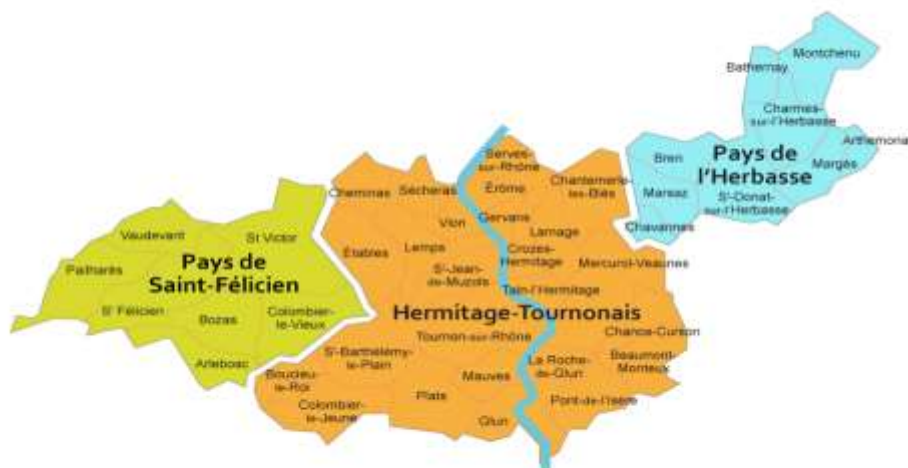 Montchenu
Bathernay
Charmes-
sur-l'Herbasse
Arthemonay
Bren
Pays de
l'Herbasse
Margès
Marsaz
St-Donat-
sur-l'Herbasse
Chavannes
Serves-
sur-Rhône
Érôme
Chantemerle-
les-Blés
Cheminas
Sécheras
Vion
Gervans
Larnage
Étables
Lemps
Crozes-
Hermitage
Mercurol-Veaunes
St-Jean-
de-Muzols
Tain-l'Hermitage
Hermitage-Tournonais
Tournon-sur-Rhône
Chanos-Curson
St-Barthélemy-
le-Plain
La Roche-
de-Glun
Beaumont-
Monteux
Boucieu-
le-Roi
Mauves
Plats
Pont-de-l'Isère
Colombier-
le-Jeune
Glun
Vaudevant
St Victor
Pailharès
Pays de
Saint-Félicien
St Félicien
Bozas
Colombier-
le-Vieux
Arlebosc